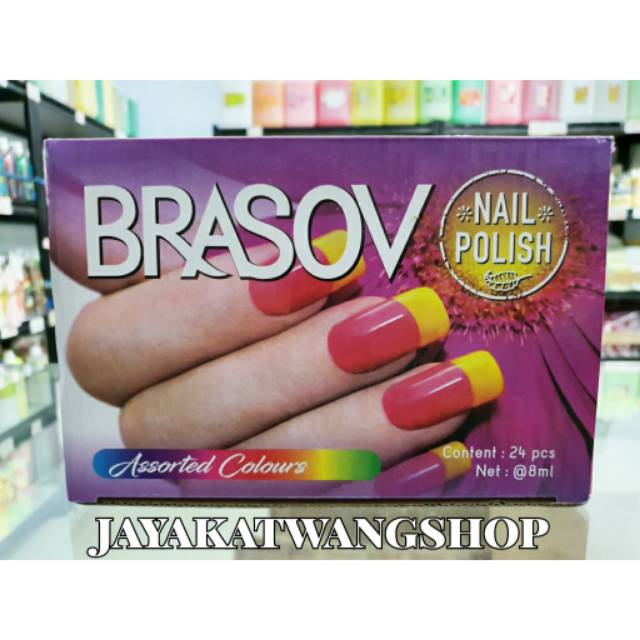 BRASOV
*NAIL*
POLISH
Assorted Colours
Content : 24 pcs
Net : @8ml
JAYAKATWANGSHOP